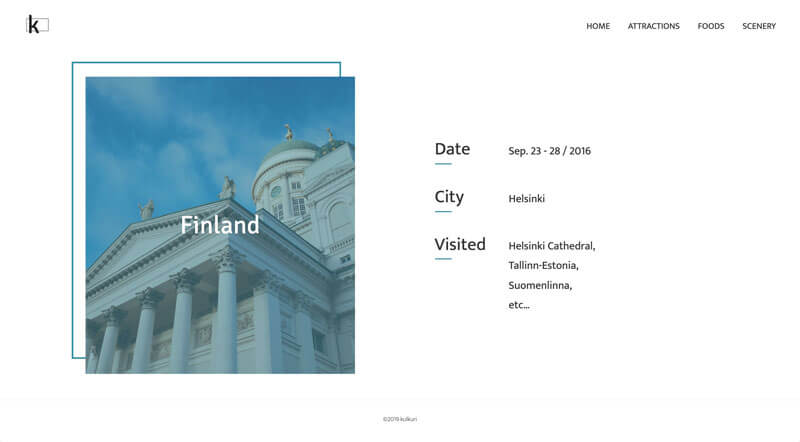 k
HOME ATTRACTIONS FOODS SCENERY
Finland
Date Sep. 23 - 28 / 2016
City Helsinki
Visited Helsinki Cathedral,
Tallinn-Estonia,
Suomenlinna,
etc...
©2019 kulkuri